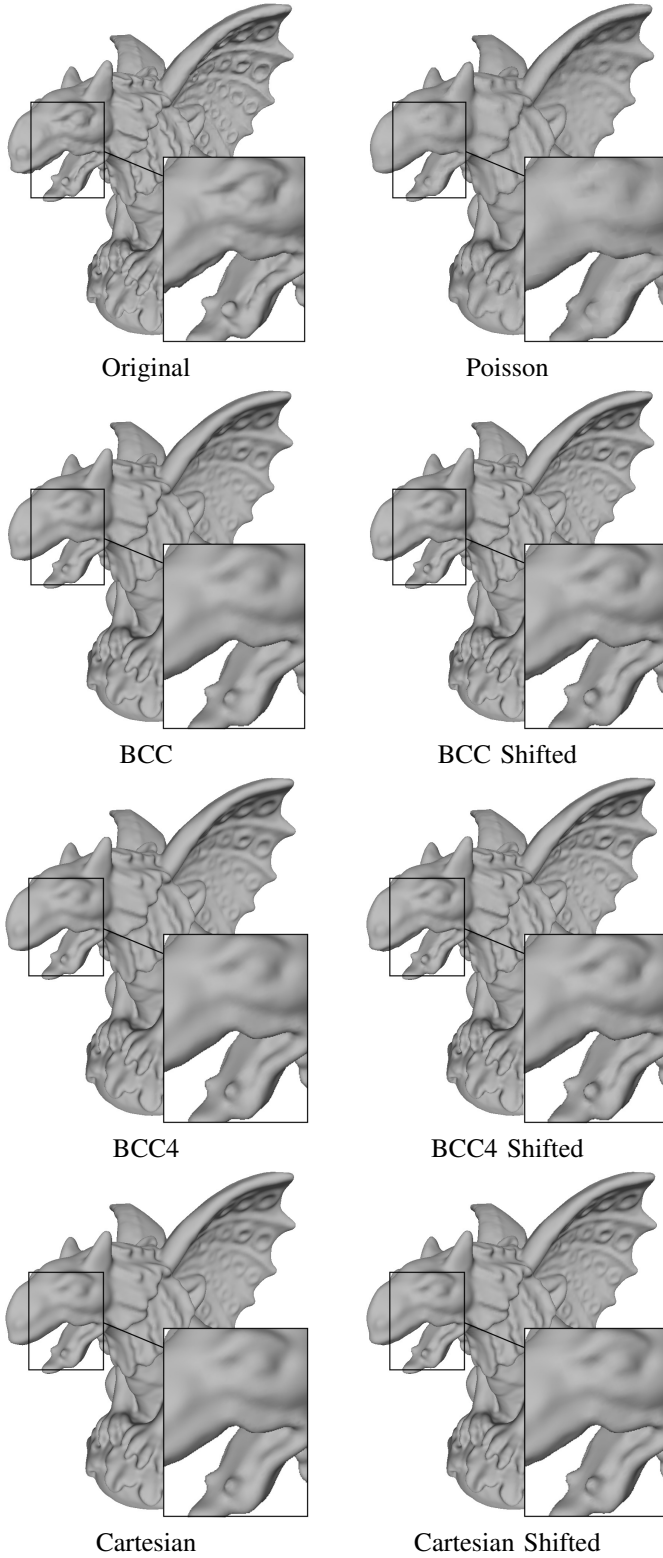 Original
Poisson
BCC
BCC Shifted
BCC4
BCC4 Shifted
Cartesian
Cartesian Shifted